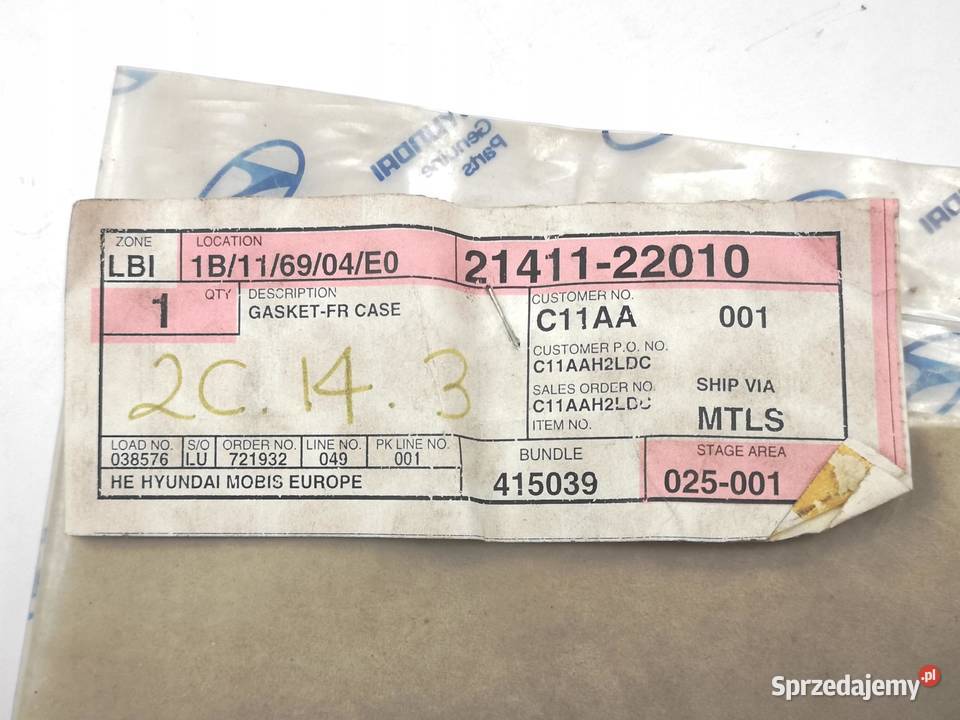 HYUNDAI
Genuine
Parts
ZONE LOCATION
LBI 1B/11/69/04/E0 21411-22010
QTY DESCRIPTION CUSTOMER NO.
1 GASKET-FR CASE C11AA 001
CUSTOMER P.O. NO.
C11AAH2LDC
2C.14.3
SALES ORDER NO. SHIP VIA
C11AAH2LDC
ITEM NO. MTLS
LOAD NO. S/O ORDER NO. LINE NO. PK LINE NO. BUNDLE STAGE AREA
038576 LU 721932 049 001
HE HYUNDAI MOBIS EUROPE 415039 025-001
Sprzedajemy.pl